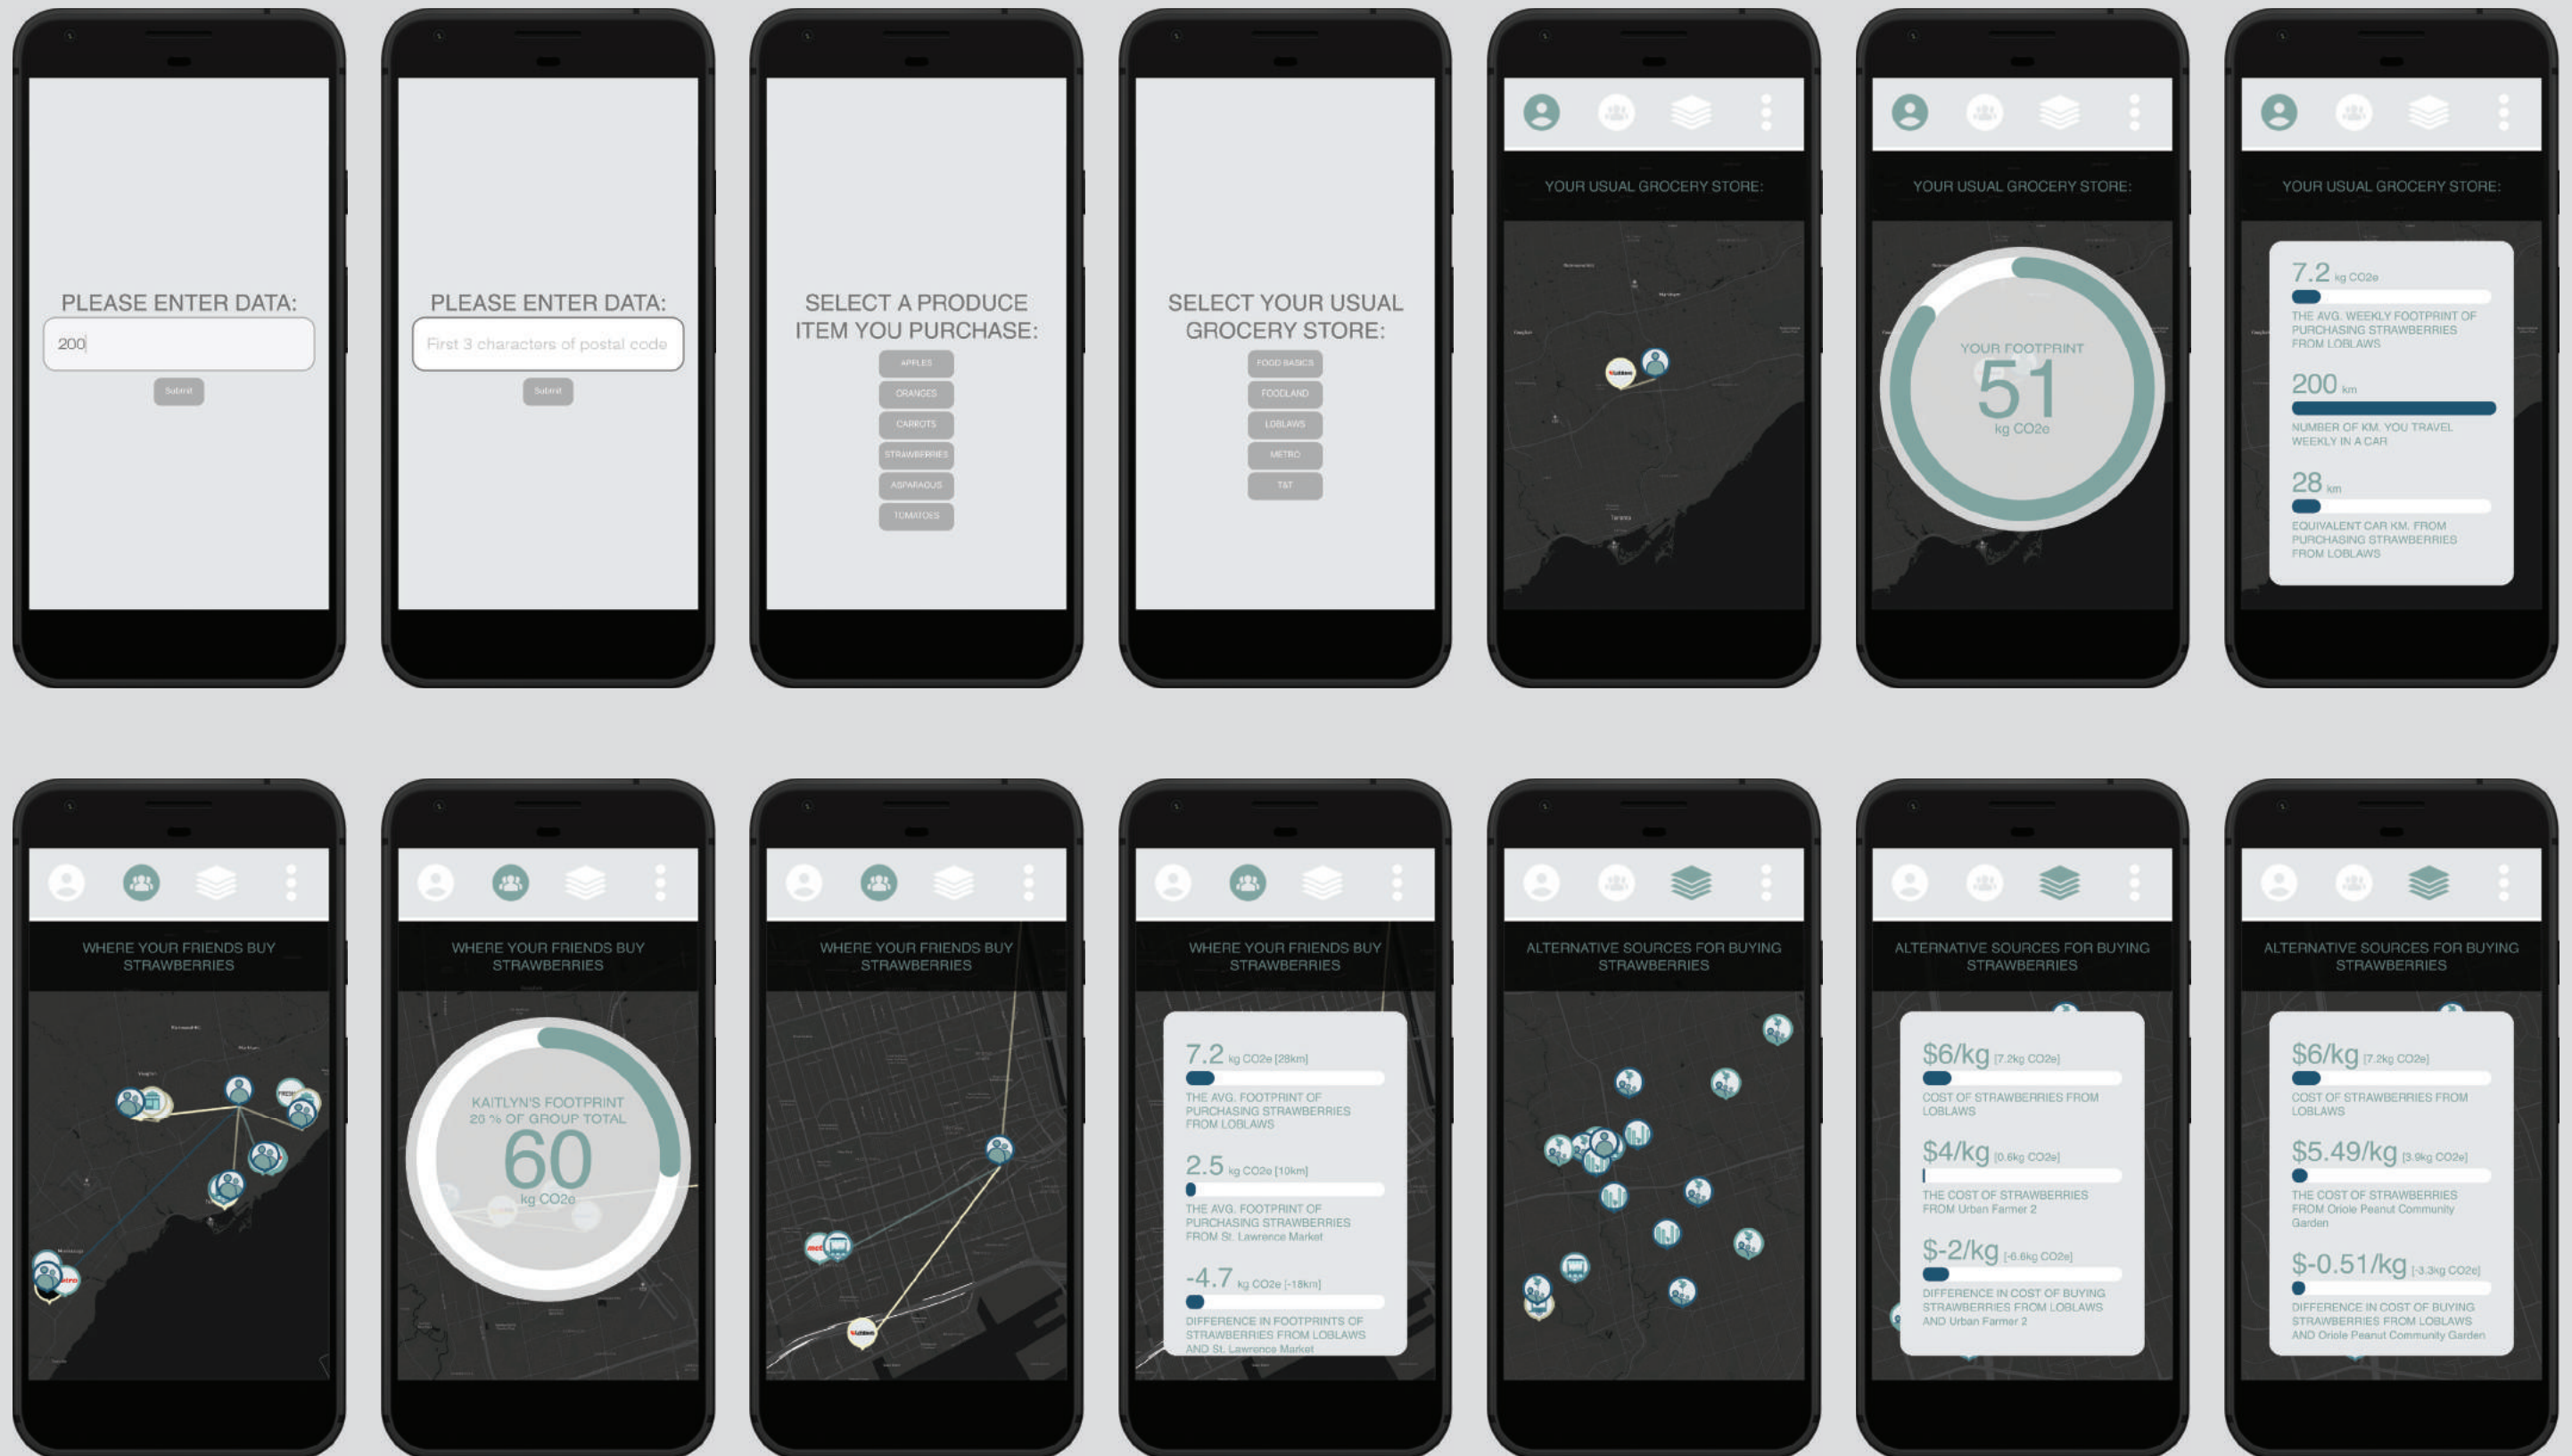 PLEASE ENTER DATA:
200
Submit
PLEASE ENTER DATA:
First 3 characters of postal code
Submit
SELECT A PRODUCE
ITEM YOU PURCHASE:
APPLES
ORANGES
CARROTS
STRAWBERRIES
ASPARAGUS
TOMATOES
SELECT YOUR USUAL
GROCERY STORE:
FOOD BASICS
FOODLAND
LOBLAWS
METRO
T&T
YOUR USUAL GROCERY STORE:
Markham
Vaughan
Loblaws
Toronto
YOUR USUAL GROCERY STORE:
YOUR FOOTPRINT
51
kg CO2e
YOUR USUAL GROCERY STORE:
7.2 kg CO2e
THE AVG. WEEKLY FOOTPRINT OF
PURCHASING STRAWBERRIES
FROM LOBLAWS
200 km
NUMBER OF KM. YOU TRAVEL
WEEKLY IN A CAR
28 km
EQUIVALENT CAR KM. FROM
PURCHASING STRAWBERRIES
FROM LOBLAWS
WHERE YOUR FRIENDS BUY
STRAWBERRIES
Richmond Hill
Markham
Vaughan
Mississauga
WHERE YOUR FRIENDS BUY
STRAWBERRIES
KAITLYN'S FOOTPRINT
20 % OF GROUP TOTAL
60
kg CO2e
WHERE YOUR FRIENDS BUY
STRAWBERRIES
Loblaws
WHERE YOUR FRIENDS BUY
STRAWBERRIES
7.2 kg CO2e [28km]
THE AVG. FOOTPRINT OF
PURCHASING STRAWBERRIES
FROM LOBLAWS
2.5 kg CO2e [10km]
THE AVG. FOOTPRINT OF
PURCHASING STRAWBERRIES
FROM St. Lawrence Market
-4.7 kg CO2e [-18km]
DIFFERENCE IN FOOTPRINTS OF
STRAWBERRIES FROM LOBLAWS
AND St. Lawrence Market
ALTERNATIVE SOURCES FOR BUYING
STRAWBERRIES
ALTERNATIVE SOURCES FOR BUYING
STRAWBERRIES
$6/kg [7.2kg CO2e]
COST OF STRAWBERRIES FROM
LOBLAWS
$4/kg [0.6kg CO2e]
THE COST OF STRAWBERRIES
FROM Urban Farmer 2
$-2/kg [-6.6kg CO2e]
DIFFERENCE IN COST OF BUYING
STRAWBERRIES FROM LOBLAWS
AND Urban Farmer 2
ALTERNATIVE SOURCES FOR BUYING
STRAWBERRIES
$6/kg [7.2kg CO2e]
COST OF STRAWBERRIES FROM
LOBLAWS
$5.49/kg [3.9kg CO2e]
THE COST OF STRAWBERRIES
FROM Oriole Peanut Community
Garden
$-0.51/kg [-3.3kg CO2e]
DIFFERENCE IN COST OF BUYING
STRAWBERRIES FROM LOBLAWS
AND Oriole Peanut Community Garden